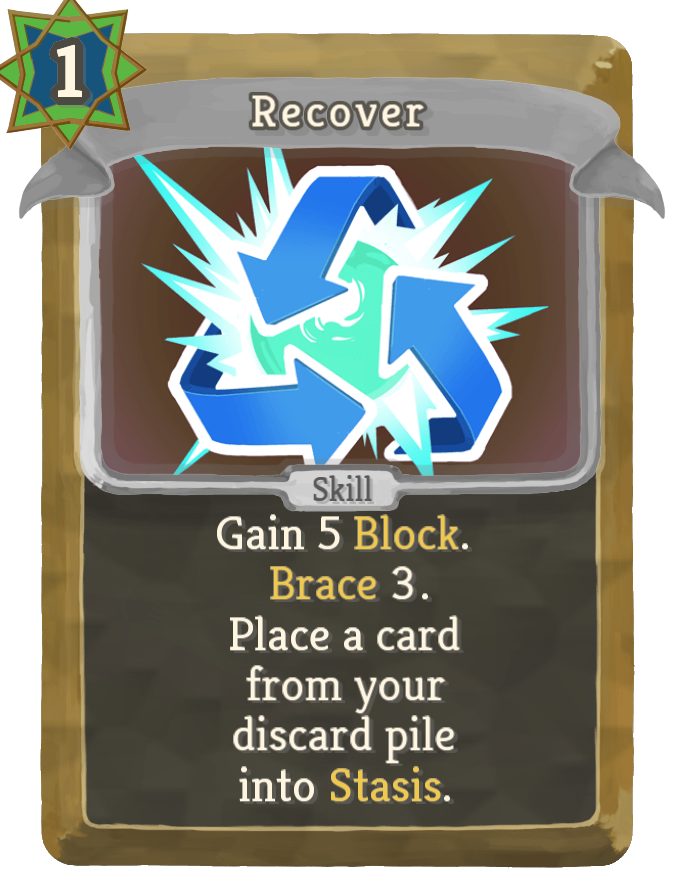 1
Recover
Skill
Gain 5 Block.
Brace 3.
Place a card
from your
discard pile
into Stasis.